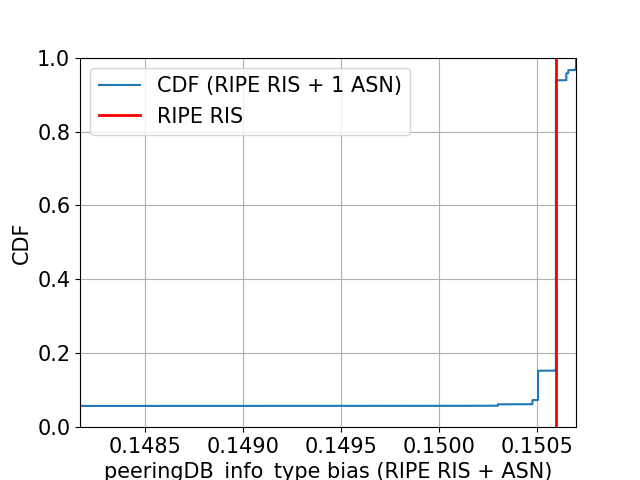 1.0
0.8
0.6
0.4
0.2
0.0
CDF
CDF (RIPE RIS + 1 ASN)
RIPE RIS
0.1485 0.1490 0.1495 0.1500 0.1505
peeringDB_info_type bias (RIPE RIS + ASN)